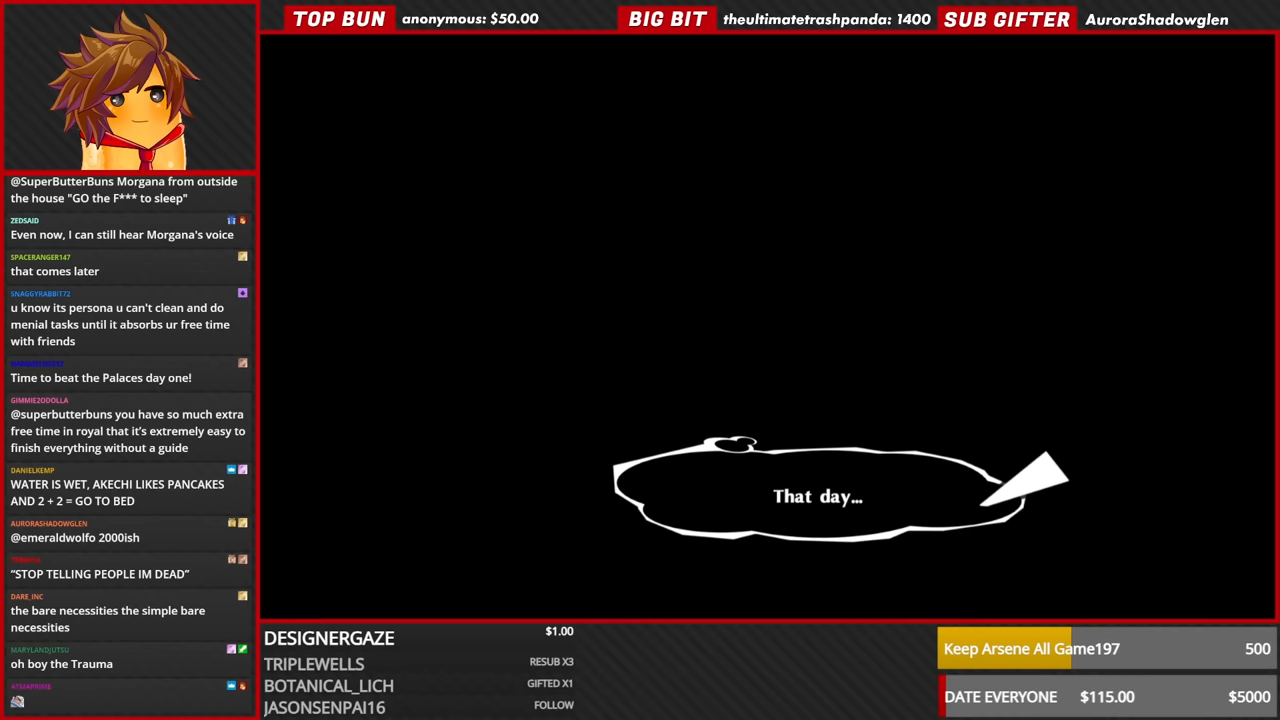 TOP BUN anonymous: $50.00 BIG BIT theultimatetrashpanda: 1400 SUB GIFTER AuroraShadowglen
@SuperButterBuns Morgana from outside
the house "GO the F*** to sleep"
ZEDSAID
Even now, I can still hear Morgana's voice
SPACERANGER147
that comes later
SNAGGYRABBIT72
u know its persona u can't clean and do
menial tasks until it absorbs ur free time
with friends
Time to beat the Palaces day one!
GIMMIE20DOLLA
@superbutterbuns you have so much extra
free time in royal that it's extremely easy to
finish everything without a guide
DANIELKEMP
WATER IS WET, AKECHI LIKES PANCAKES
AND 2 + 2 = GO TO BED
AURORASHADOWGLEN
@emeraldwolfo 2000ish
“STOP TELLING PEOPLE IM DEAD”
DARE_INC
the bare necessities the simple bare
necessities
MARYLANDJUTSU
oh boy the Trauma
ATMAPRIME
That day...
DESIGNERGAZE $1.00
TRIPLEWELLS RESUB X3
BOTANICAL_LICH GIFTED X1
JASONSENPAI16 FOLLOW
Keep Arsene All Game197 500
DATE EVERYONE $115.00 $5000